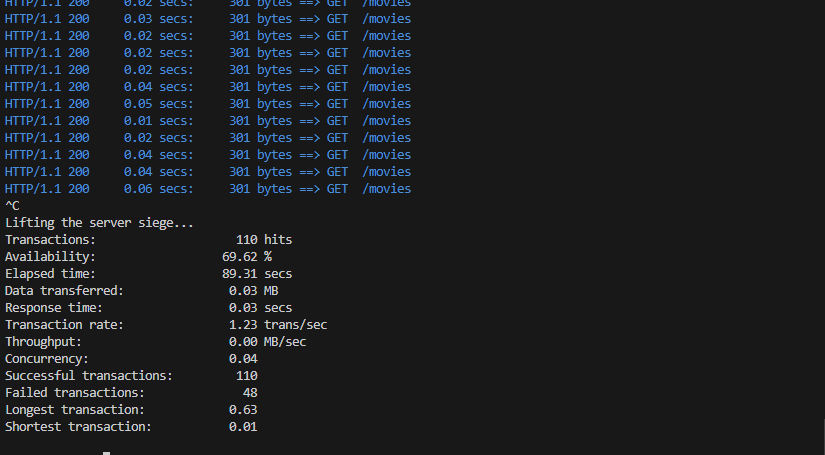 HTTP/1.1 200     0.02 secs:     301 bytes ==> GET  /movies
HTTP/1.1 200     0.03 secs:     301 bytes ==> GET  /movies
HTTP/1.1 200     0.02 secs:     301 bytes ==> GET  /movies
HTTP/1.1 200     0.02 secs:     301 bytes ==> GET  /movies
HTTP/1.1 200     0.02 secs:     301 bytes ==> GET  /movies
HTTP/1.1 200     0.04 secs:     301 bytes ==> GET  /movies
HTTP/1.1 200     0.05 secs:     301 bytes ==> GET  /movies
HTTP/1.1 200     0.01 secs:     301 bytes ==> GET  /movies
HTTP/1.1 200     0.02 secs:     301 bytes ==> GET  /movies
HTTP/1.1 200     0.04 secs:     301 bytes ==> GET  /movies
HTTP/1.1 200     0.04 secs:     301 bytes ==> GET  /movies
HTTP/1.1 200     0.06 secs:     301 bytes ==> GET  /movies
^C
Lifting the server siege...
Transactions:                    110 hits
Availability:                  69.62 %
Elapsed time:                  89.31 secs
Data transferred:               0.03 MB
Response time:                  0.03 secs
Transaction rate:               1.23 trans/sec
Throughput:                     0.00 MB/sec
Concurrency:                    0.04
Successful transactions:         110
Failed transactions:              48
Longest transaction:            0.63
Shortest transaction:           0.01